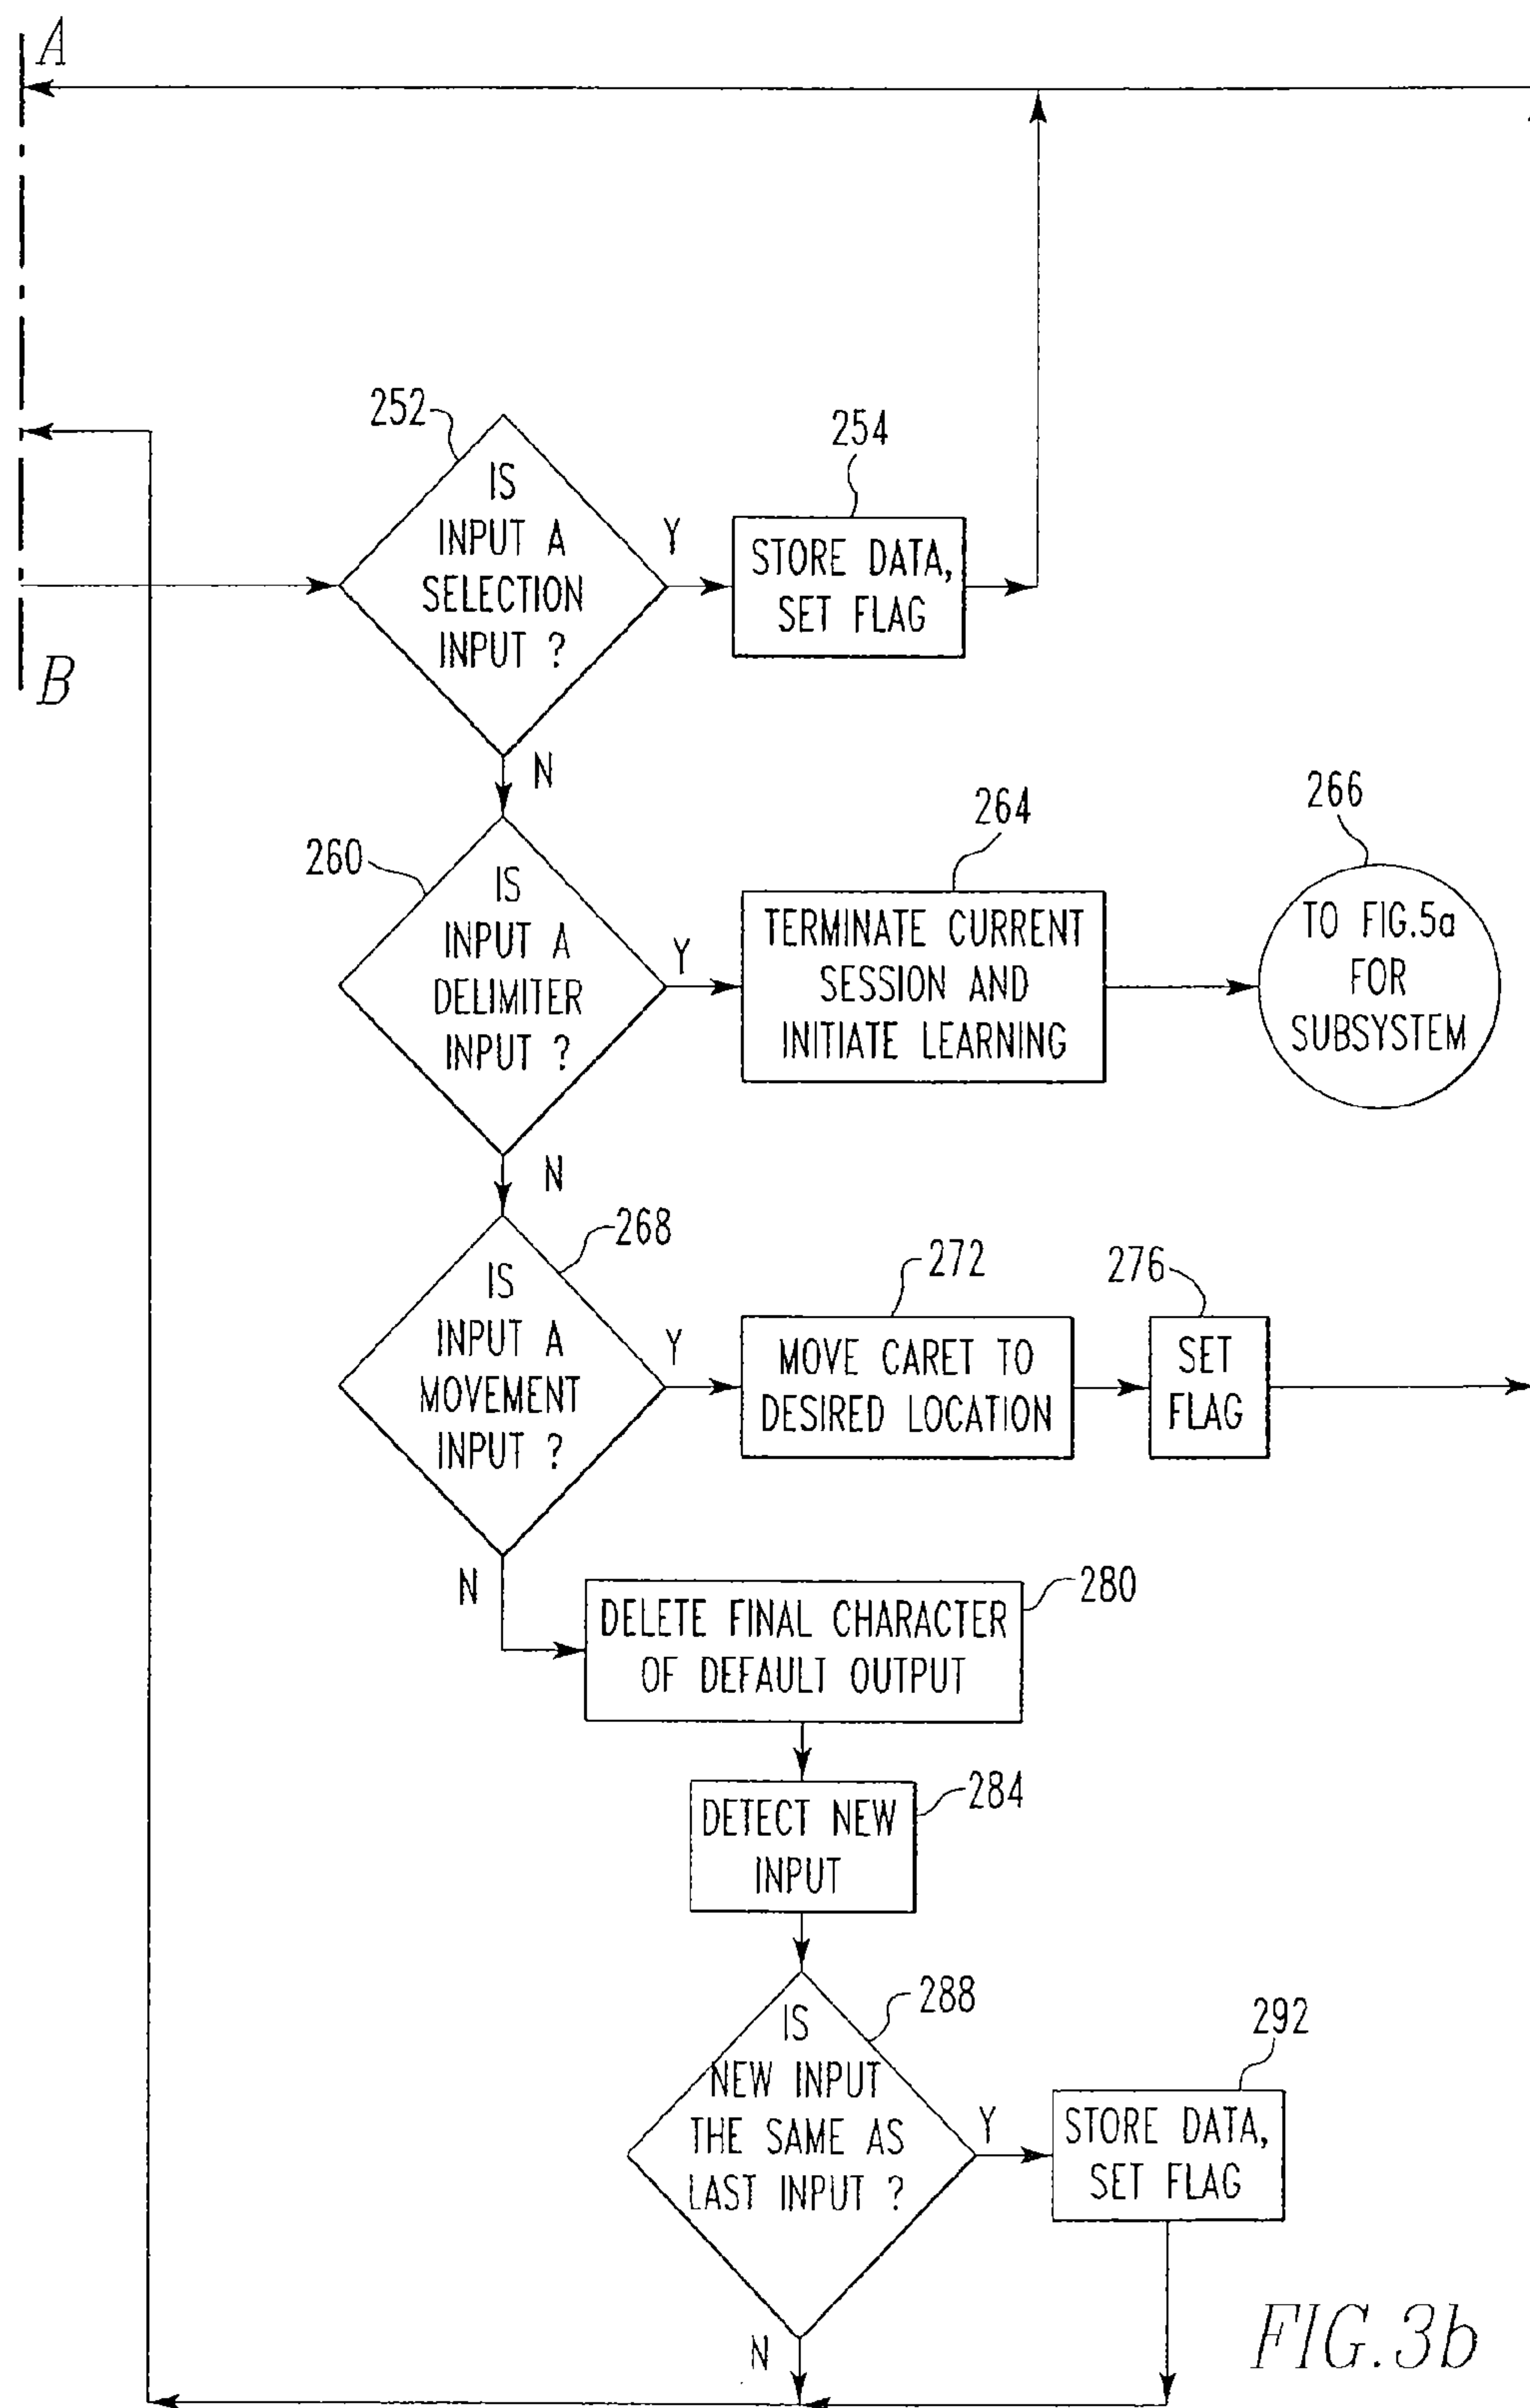 A
252
IS
INPUT A
SELECTION
INPUT ?
Y
254
STORE DATA,
SET FLAG
B
N
260
IS
INPUT A
DELIMITER
INPUT ?
Y
264
TERMINATE CURRENT
SESSION AND
INITIATE LEARNING
266
TO FIG.5a
FOR
SUBSYSTEM
N
268
IS
INPUT A
MOVEMENT
INPUT ?
Y
272
MOVE CARET TO
DESIRED LOCATION
276
SET
FLAG
N
280
DELETE FINAL CHARACTER
OF DEFAULT OUTPUT
284
DETECT NEW
INPUT
288
IS
NEW INPUT
THE SAME AS
LAST INPUT ?
Y
292
STORE DATA,
SET FLAG
N
FIG.3b